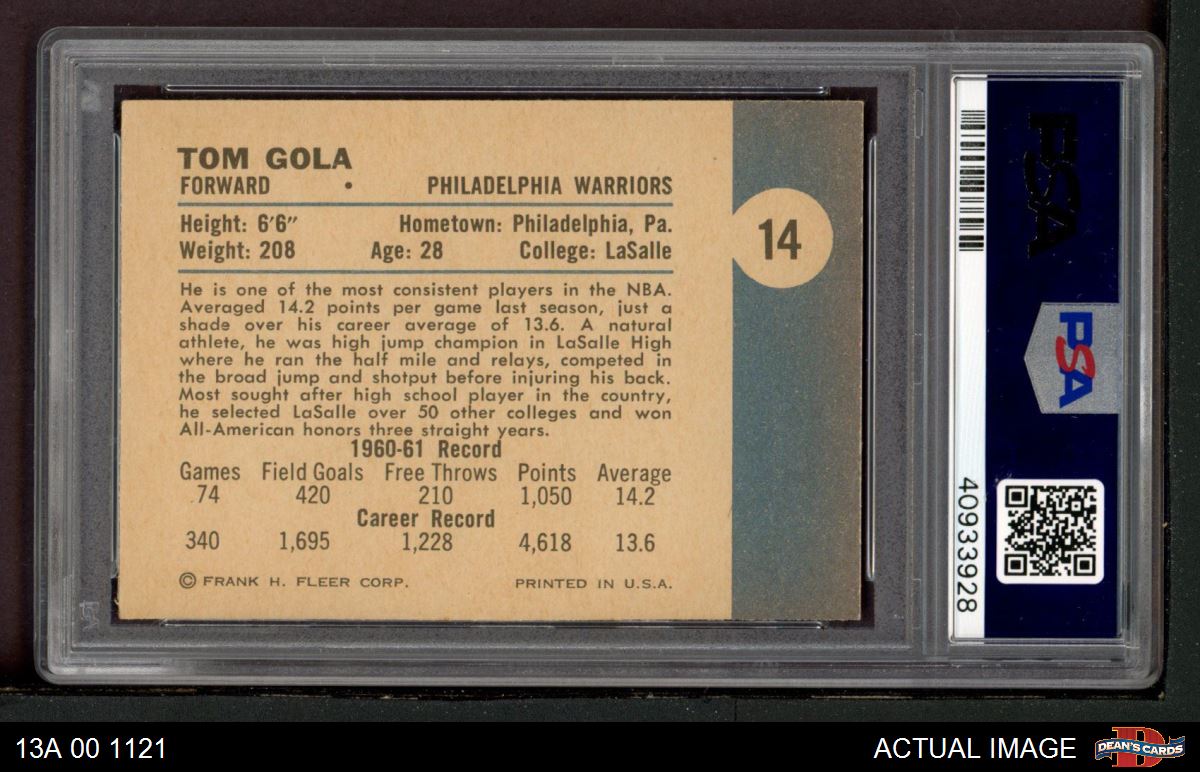 TOM GOLA
FORWARD • PHILADELPHIA WARRIORS
Height: 6'6" Hometown: Philadelphia, Pa.
Weight: 208 Age: 28 College: LaSalle
14
He is one of the most consistent players in the NBA.
Averaged 14.2 points per game last season, just a
shade over his career average of 13.6. A natural
athlete, he was high jump champion in LaSalle High
where he ran the half mile and relays, competed in
the broad jump and shotput before injuring his back.
Most sought after high school player in the country,
he selected LaSalle over 50 other colleges and won
All-American honors three straight years.
1960-61 Record
Games Field Goals Free Throws Points Average
74 420 210 1,050 14.2
Career Record
340 1,695 1,228 4,618 13.6
© FRANK H. FLEER CORP. PRINTED IN U.S.A.
PSA
PSA
40933928
13A 00 1121
ACTUAL IMAGE
DEAN'S CARDS